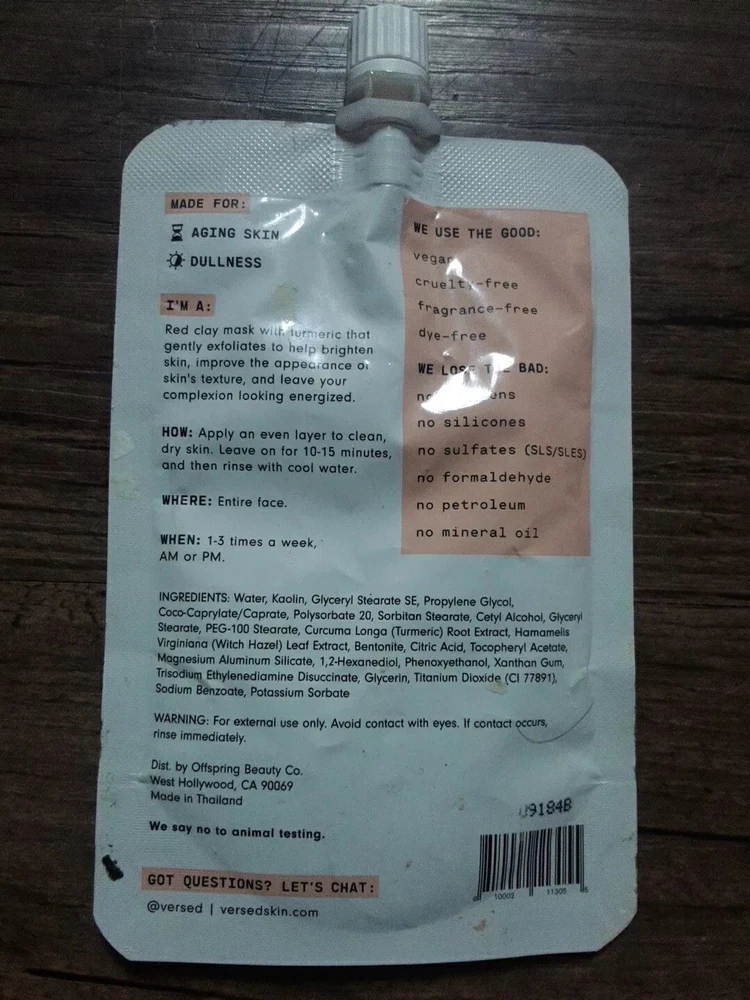 MADE FOR:
AGING SKIN
DULLNESS
I'M A:
Red clay mask with turmeric that
gently exfoliates to help brighten
skin, improve the appearance of
skin's texture, and leave your
complexion looking energized.
HOW: Apply an even layer to clean,
dry skin. Leave on for 10-15 minutes,
and then rinse with cool water.
WHERE: Entire face.
WHEN: 1-3 times a week,
AM or PM.
WE USE THE GOOD:
vegan
cruelty-free
fragrance-free
dye-free
WE LOSE THE BAD:
no
no silicones
no sulfates (SLS/SLES)
no formaldehyde
no petroleum
no mineral oil
INGREDIENTS: Water, Kaolin, Glyceryl Stearate SE, Propylene Glycol,
Coco-Caprylate/Caprate, Polysorbate 20, Sorbitan Stearate, Cetyl Alcohol, Glyceryl
Stearate, PEG-100 Stearate, Curcuma Longa (Turmeric) Root Extract, Hamamelis
Virginiana (Witch Hazel) Leaf Extract, Bentonite, Citric Acid, Tocopheryl Acetate,
Magnesium Aluminum Silicate, 1,2-Hexanediol, Phenoxyethanol, Xanthan Gum,
Trisodium Ethylenediamine Disuccinate, Glycerin, Titanium Dioxide (CI 77891),
Sodium Benzoate, Potassium Sorbate
WARNING: For external use only. Avoid contact with eyes. If contact occurs,
rinse immediately.
Dist. by Offspring Beauty Co.
West Hollywood, CA 90069
Made in Thailand
We say no to animal testing.
GOT QUESTIONS? LET'S CHAT:
@versed | versedskin.com
10002 11305